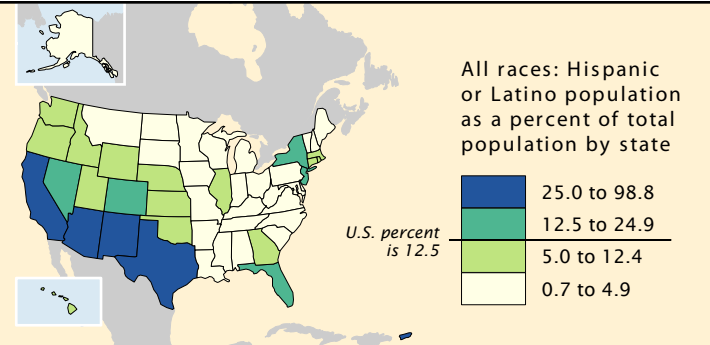 All races: Hispanic
or Latino population
as a percent of total
population by state
25.0 to 98.8
12.5 to 24.9
U.S. percent
is 12.5
5.0 to 12.4
0.7 to 4.9